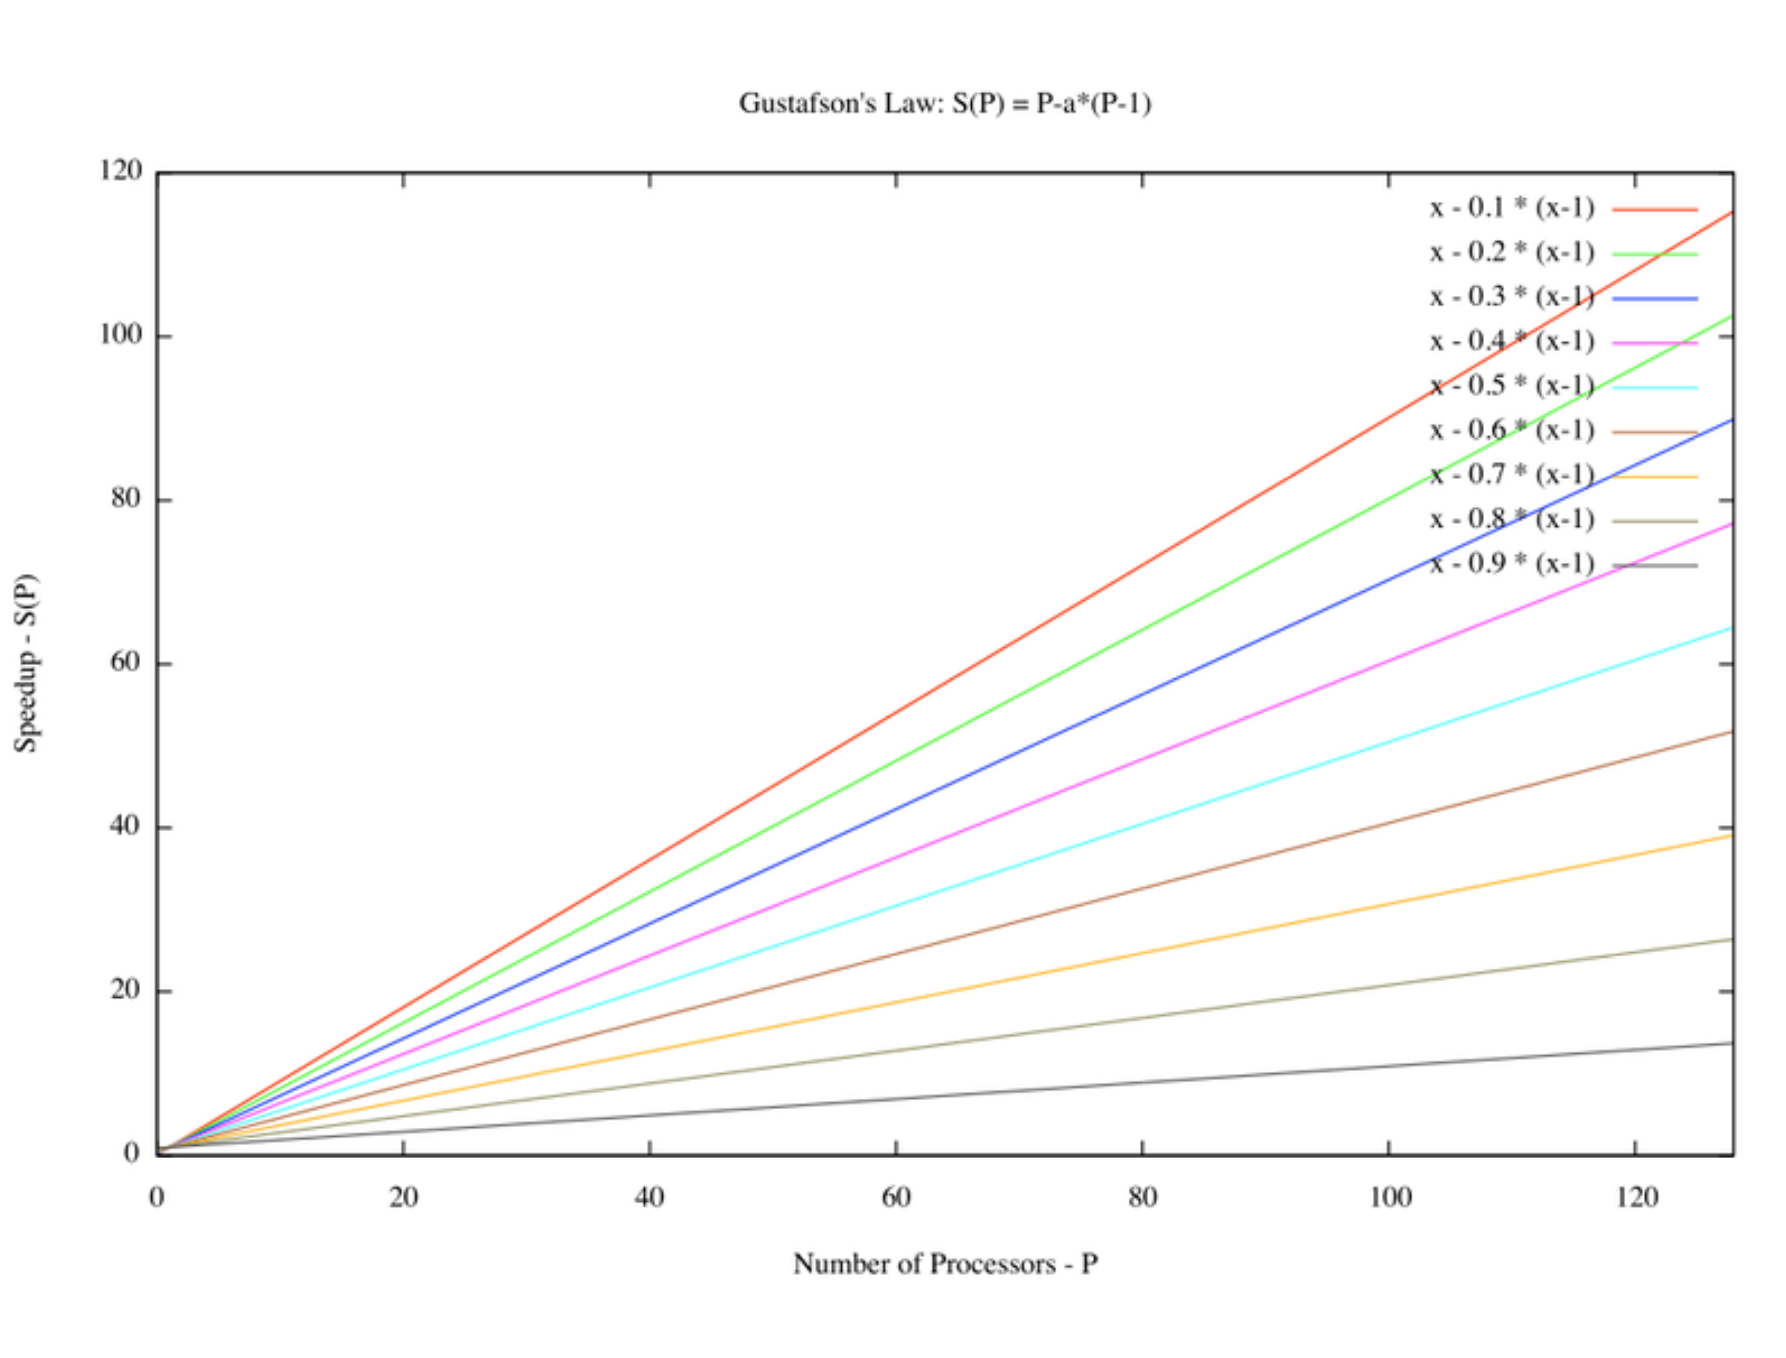 Gustafson's Law: S(P) = P-a*(P-1)
120
100
80
60
40
20
0
Speedup - S(P)
x - 0.1 * (x-1)
x - 0.2 * (x-1)
x - 0.3 * (x-1)
x - 0.4 * (x-1)
x - 0.5 * (x-1)
x - 0.6 * (x-1)
x - 0.7 * (x-1)
x - 0.8 * (x-1)
x - 0.9 * (x-1)
0 20 40 60 80 100 120
Number of Processors - P